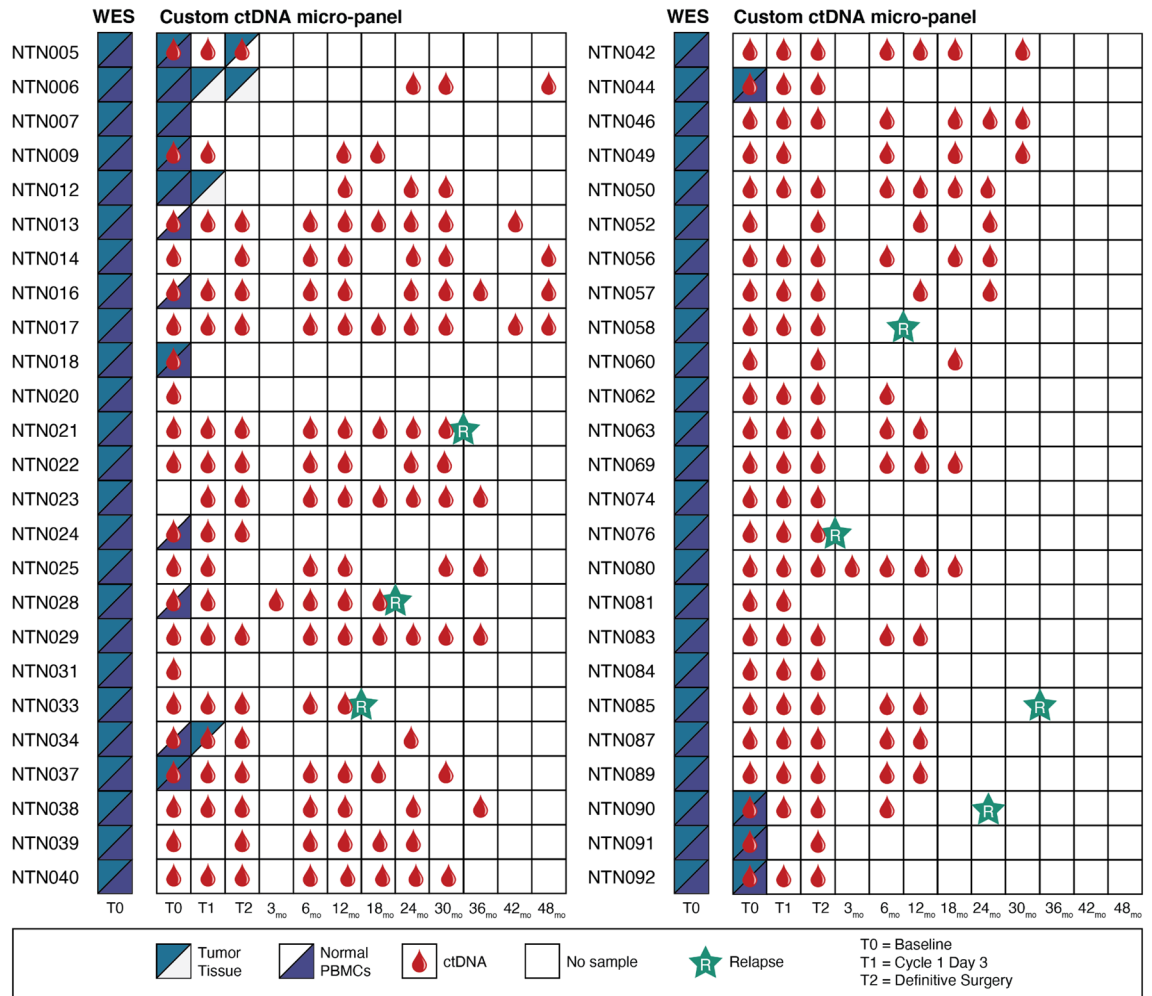 WES Custom ctDNA micro-panel
NTN005
NTN006
NTN007
NTN009
NTN012
NTN013
NTN014
NTN016
NTN017
NTN018
NTN020
NTN021 R
NTN022
NTN023
NTN024
NTN025
NTN028 R
NTN029
NTN031
NTN033 R
NTN034
NTN037
NTN038
NTN039
NTN040
T0 T0 T1 T2 3mo 6mo 12mo 18mo 24mo 30mo 36mo 42mo 48mo
WES Custom ctDNA micro-panel
NTN042
NTN044
NTN046
NTN049
NTN050
NTN052
NTN056
NTN057
NTN058 R
NTN060
NTN062
NTN063
NTN069
NTN074
NTN076 R
NTN080
NTN081
NTN083
NTN084
NTN085 R
NTN087
NTN089
NTN090 R
NTN091
NTN092
T0 T0 T1 T2 3mo 6mo 12mo 18mo 24mo 30mo 36mo 42mo 48mo
Tumor
Tissue
Normal
PBMCs
ctDNA
No sample
R Relapse
T0 = Baseline
T1 = Cycle 1 Day 3
T2 = Definitive Surgery